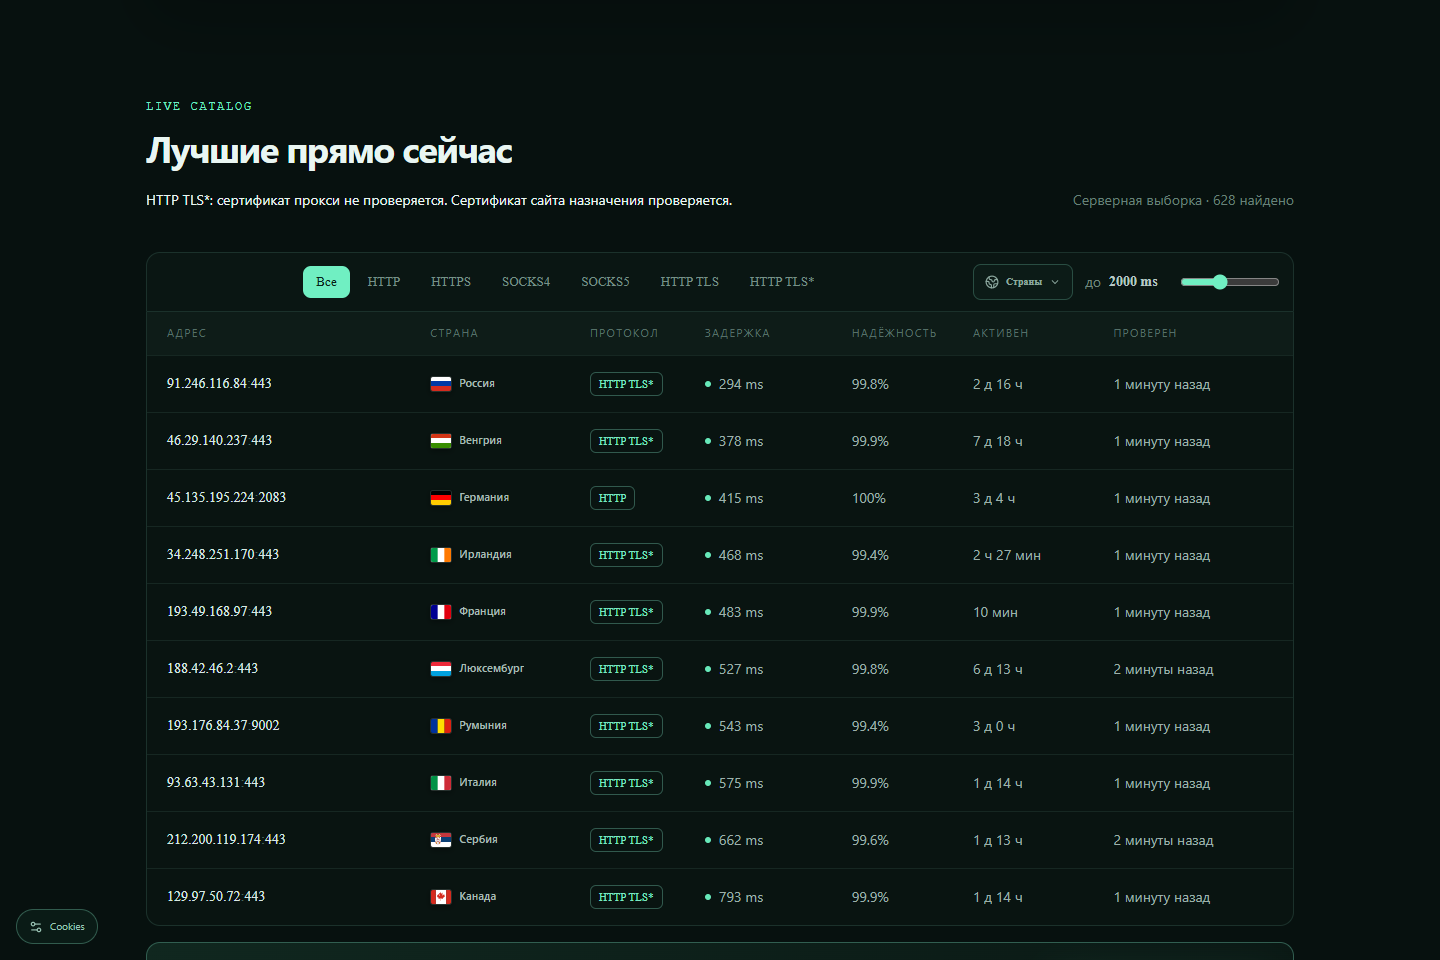 LIVE CATALOG
Лучшие прямо сейчас
HTTP TLS*: сертификат прокси не проверяется. Сертификат сайта назначения проверяется.
Серверная выборка · 628 найдено
Все HTTP HTTPS SOCKS4 SOCKS5 HTTP TLS HTTP TLS* Страны до 2000 ms
АДРЕС СТРАНА ПРОТОКОЛ ЗАДЕРЖКА НАДЁЖНОСТЬ АКТИВЕН ПРОВЕРЕН
91.246.116.84:443 Россия HTTP TLS* 294 ms 99.8% 2 д 16 ч 1 минуту назад
46.29.140.237:443 Венгрия HTTP TLS* 378 ms 99.9% 7 д 18 ч 1 минуту назад
45.135.195.224:2083 Германия HTTP 415 ms 100% 3 д 4 ч 1 минуту назад
34.248.251.170:443 Ирландия HTTP TLS* 468 ms 99.4% 2 ч 27 мин 1 минуту назад
193.49.168.97:443 Франция HTTP TLS* 483 ms 99.9% 10 мин 1 минуту назад
188.42.46.2:443 Люксембург HTTP TLS* 527 ms 99.8% 6 д 13 ч 2 минуты назад
193.176.84.37:9002 Румыния HTTP TLS* 543 ms 99.4% 3 д 0 ч 1 минуту назад
93.63.43.131:443 Италия HTTP TLS* 575 ms 99.9% 1 д 14 ч 1 минуту назад
212.200.119.174:443 Сербия HTTP TLS* 662 ms 99.6% 1 д 13 ч 2 минуты назад
129.97.50.72:443 Канада HTTP TLS* 793 ms 99.9% 1 д 14 ч 1 минуту назад
Cookies